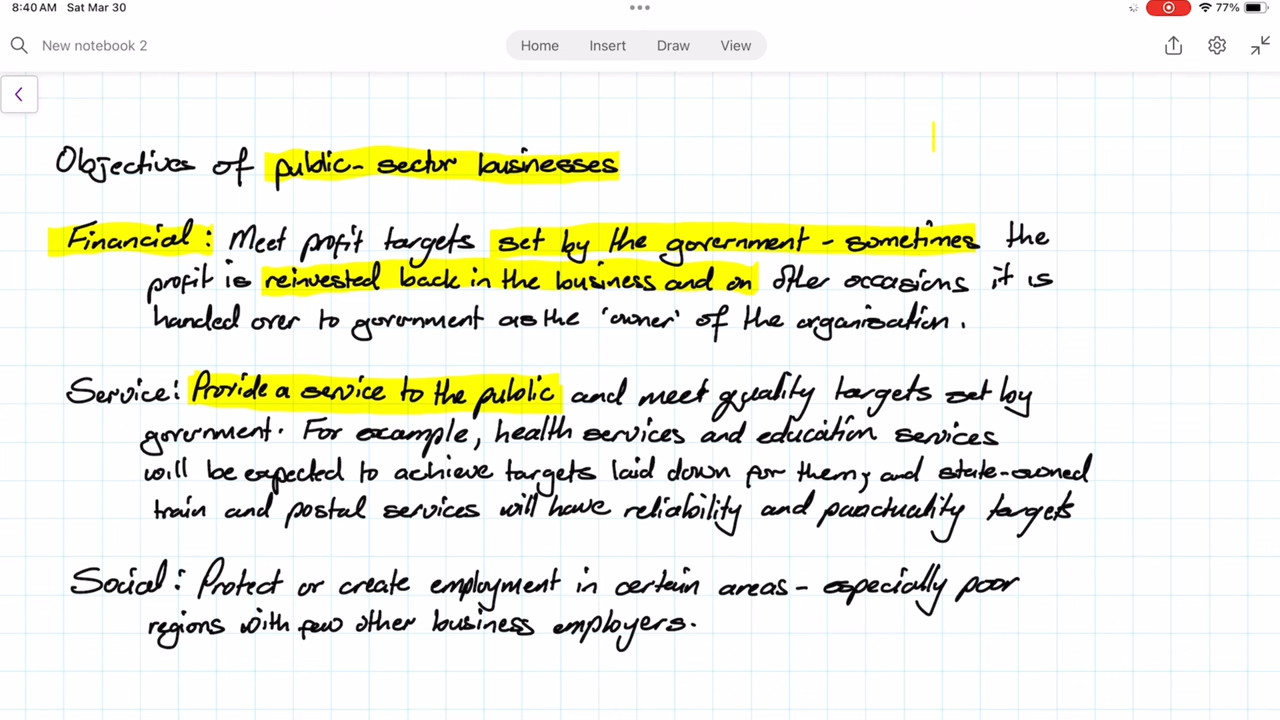 8:40 AM Sat Mar 30
77%
New notebook 2
Home Insert Draw View
Objectives of public-sector businesses
Financial: Meet profit targets set by the government - sometimes the
profit is reinvested back in the business and on other occasions it is
handed over to government as the 'owner' of the organisation.
Service: Provide a service to the public and meet quality targets set by
government. For example, health services and education services
will be expected to achieve targets laid down for them; and state-owned
train and postal services will have reliability and punctuality targets
Social: Protect or create employment in certain areas - especially poor
regions with few other business employers.